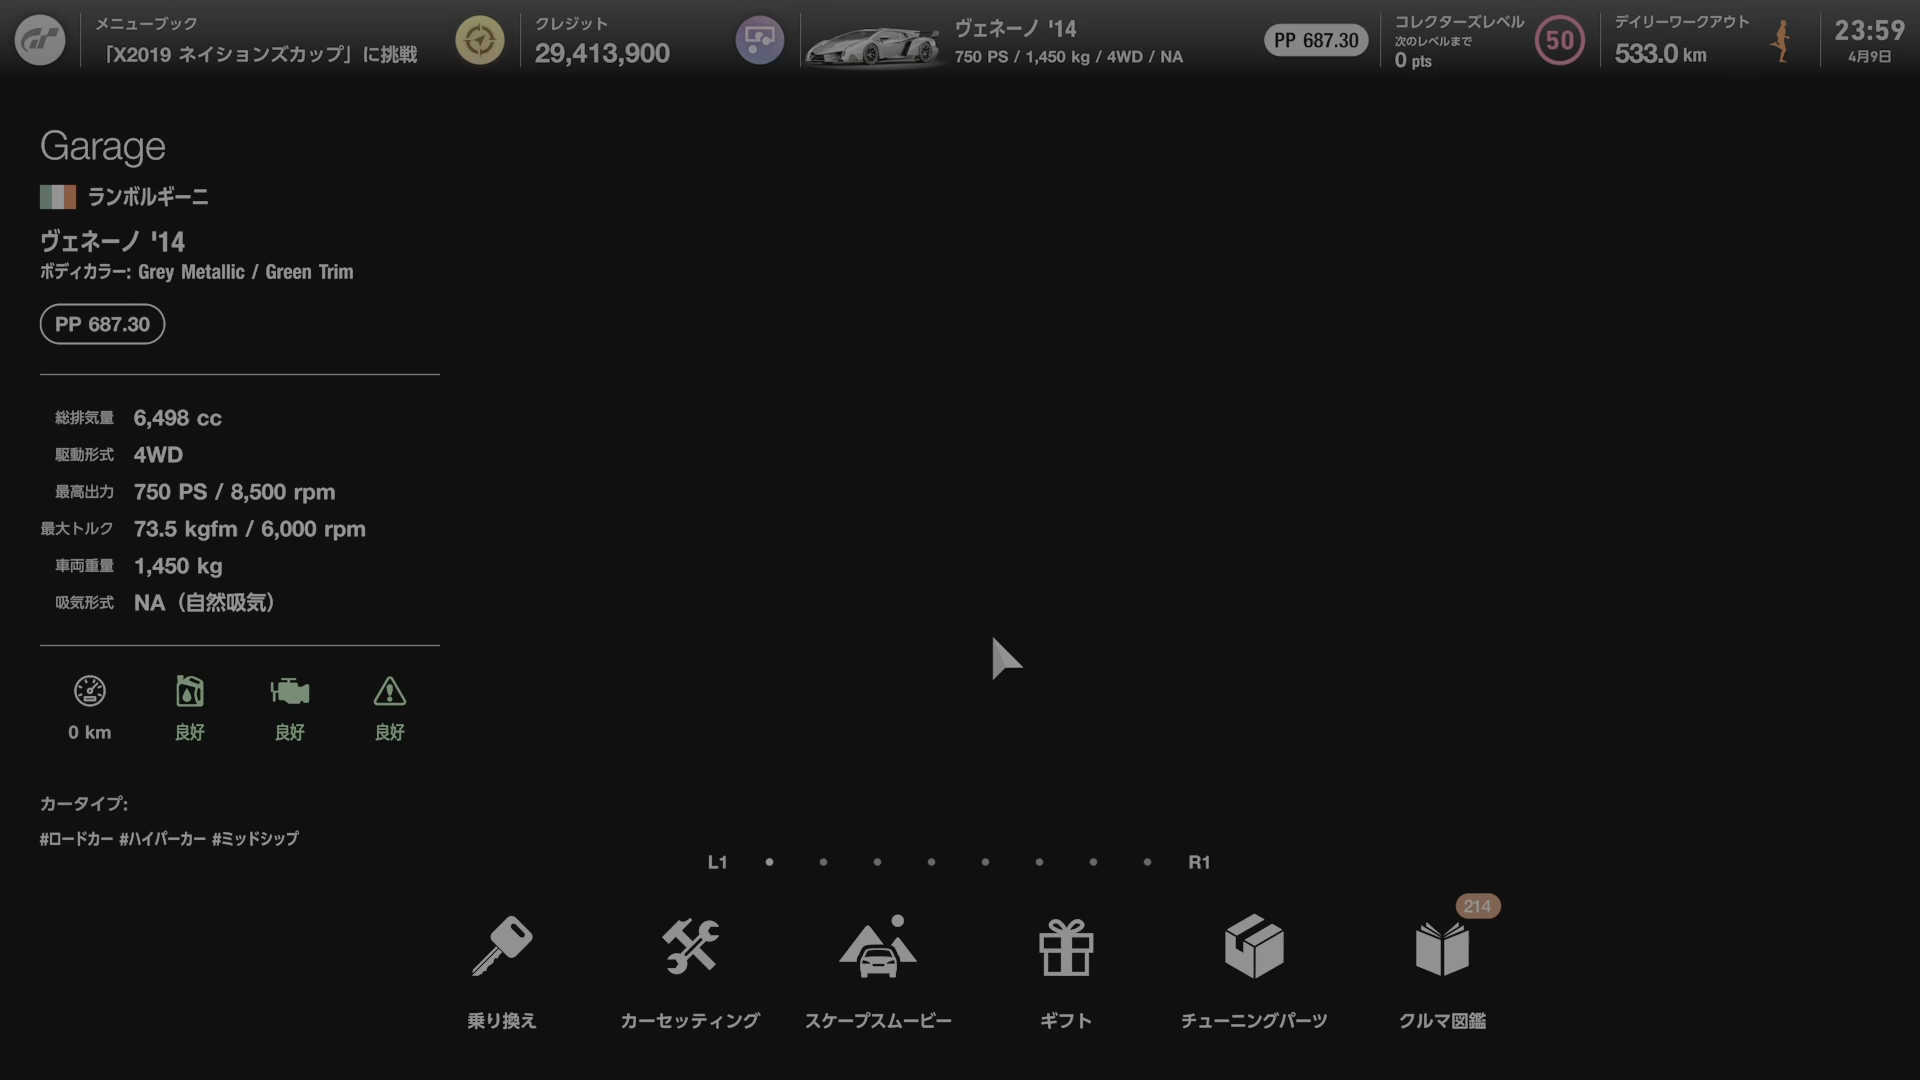 メニューブック
「X2019 ネイションズカップ」に挑戦
クレジット
29,413,900
ヴェネーノ '14
750 PS / 1,450 kg / 4WD / NA
PP 687.30
コレクターズレベル
次のレベルまで
0 pts
50
デイリーワークアウト
533.0 km
23:59
4月9日
Garage
ランボルギーニ
ヴェネーノ '14
ボディカラー: Grey Metallic / Green Trim
PP 687.30
総排気量 6,498 cc
駆動形式 4WD
最高出力 750 PS / 8,500 rpm
最大トルク 73.5 kgfm / 6,000 rpm
車両重量 1,450 kg
吸気形式 NA（自然吸気）
0 km 良好 良好 良好
カータイプ:
#ロードカー #ハイパーカー #ミッドシップ
L1 R1
214
乗り換え カーセッティング スケープスムービー ギフト チューニングパーツ クルマ図鑑